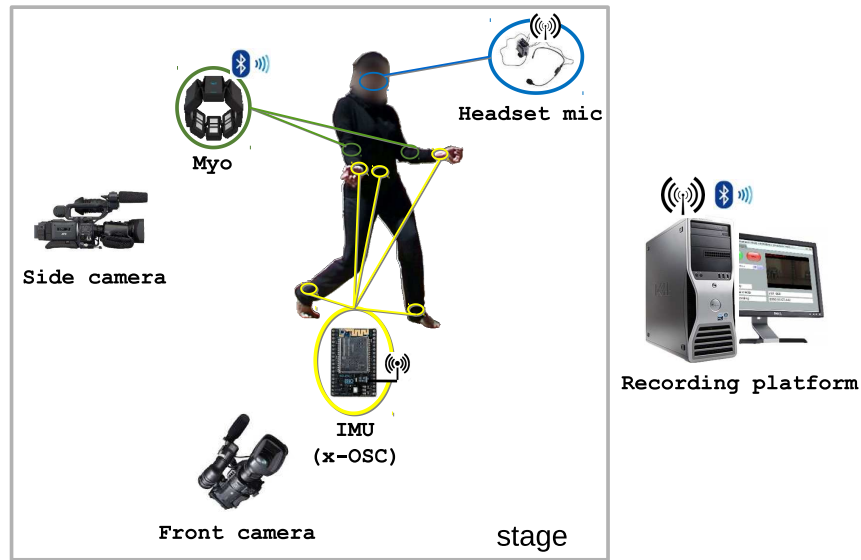 Headset mic
Myo
Side camera
Recording platform
IMU
(x-OSC)
Front camera
stage